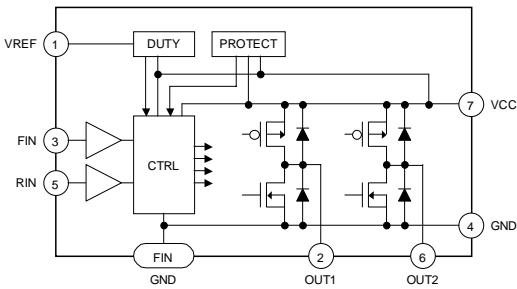 DUTY PROTECT
VREF 1
7 VCC
FIN 3
CTRL
RIN 5
4 GND
FIN 2 6
GND OUT1 OUT2